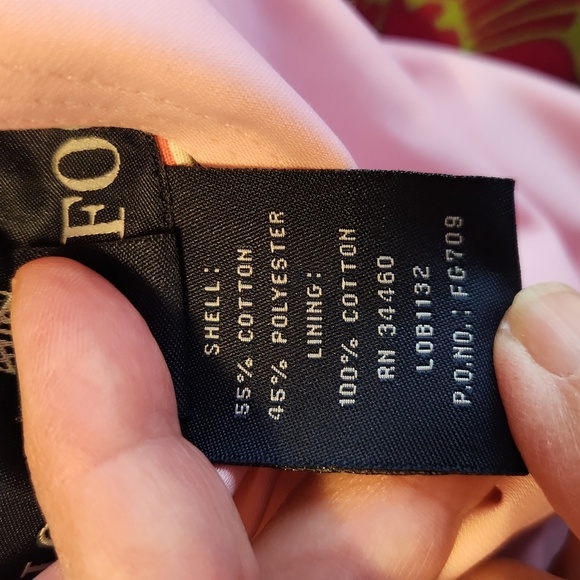 FO
SHELL:
55% COTTON
45% POLYESTER
LINING:
100% COTTON
RN 34460
LOB1132
P.O.NO.: FG709